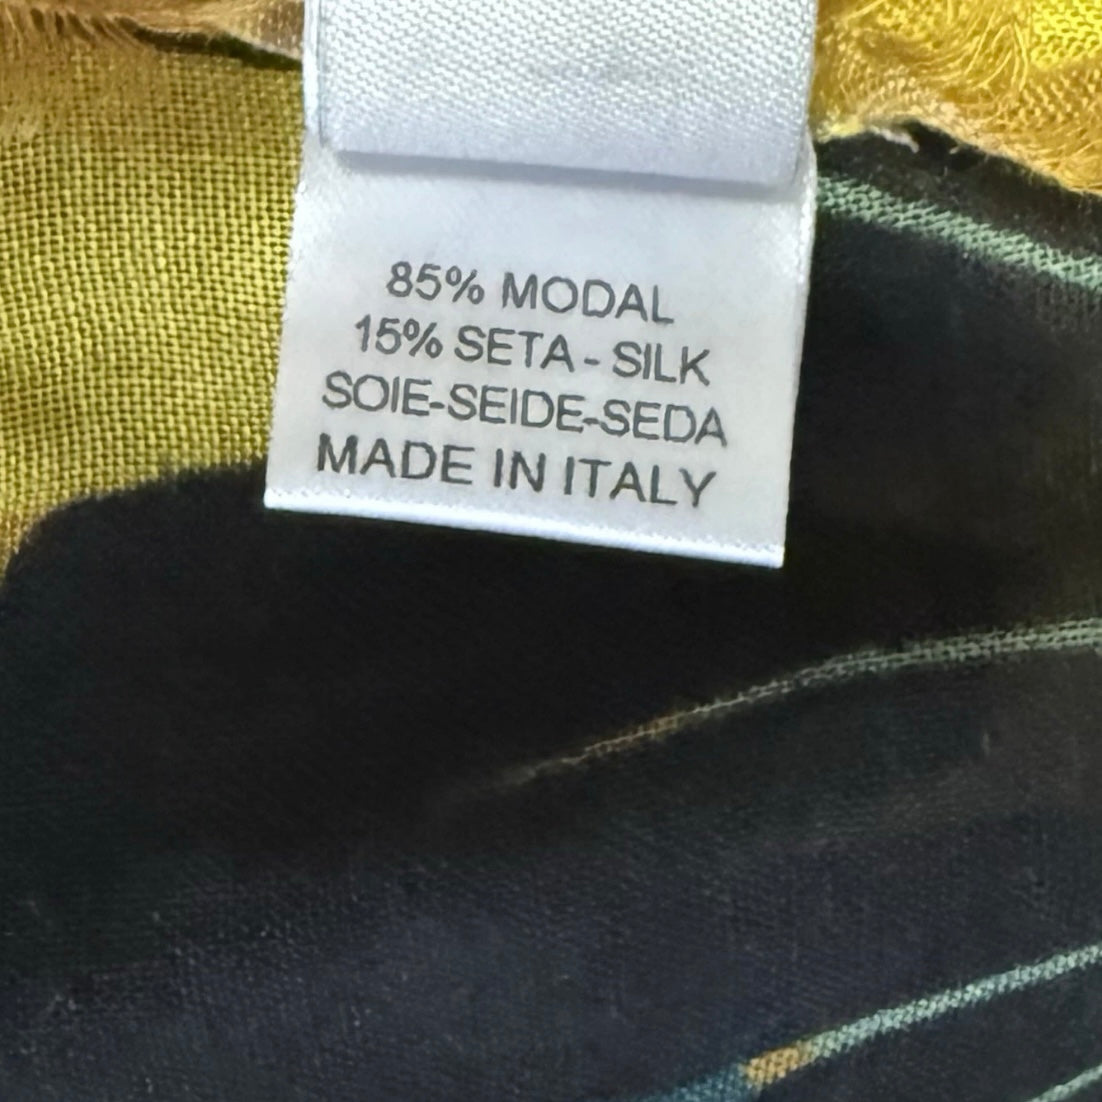 85% MODAL
15% SETA - SILK
SOIE-SEIDE-SEDA
MADE IN ITALY